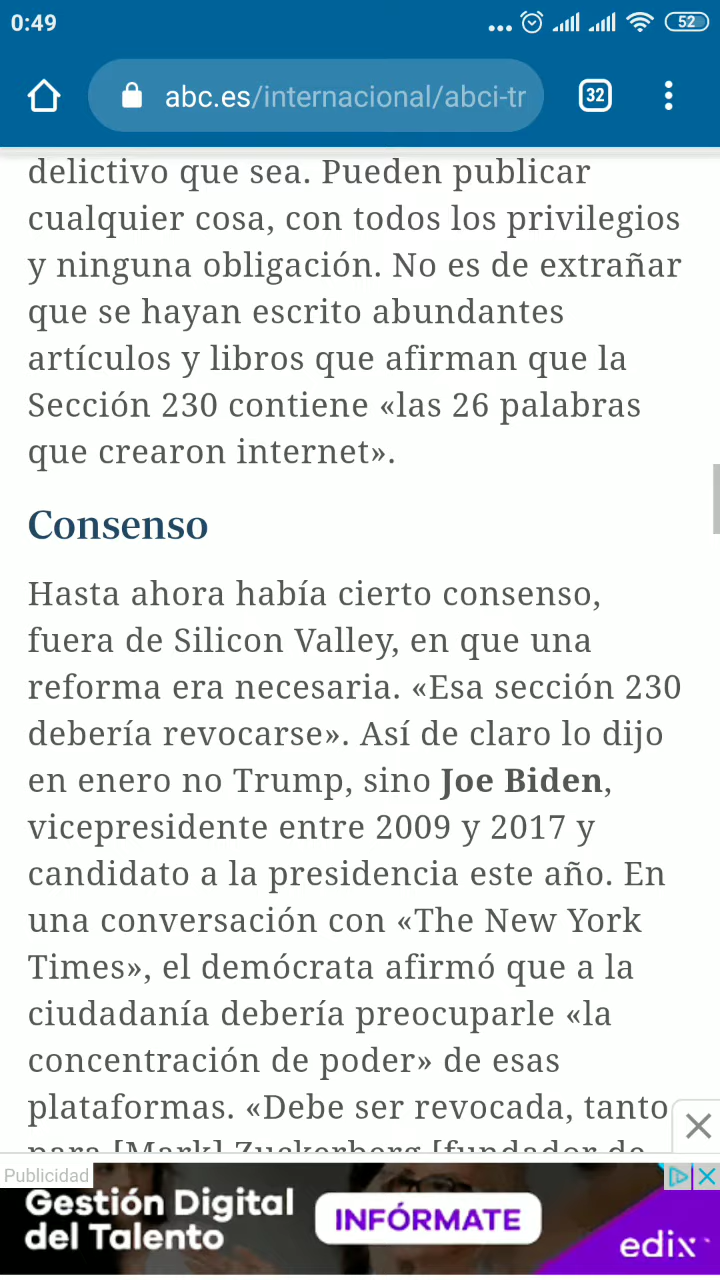 0:49
52
abc.es/internacional/abci-tr
32
delictivo que sea. Pueden publicar
cualquier cosa, con todos los privilegios
y ninguna obligación. No es de extrañar
que se hayan escrito abundantes
artículos y libros que afirman que la
Sección 230 contiene «las 26 palabras
que crearon internet».
Consenso
Hasta ahora había cierto consenso,
fuera de Silicon Valley, en que una
reforma era necesaria. «Esa sección 230
debería revocarse». Así de claro lo dijo
en enero no Trump, sino Joe Biden,
vicepresidente entre 2009 y 2017 y
candidato a la presidencia este año. En
una conversación con «The New York
Times», el demócrata afirmó que a la
ciudadanía debería preocuparle «la
concentración de poder» de esas
plataformas. «Debe ser revocada, tanto
para [Mark] Zuckerberg [fundador de
Publicidad
Gestión Digital
del Talento
INFÓRMATE
edix